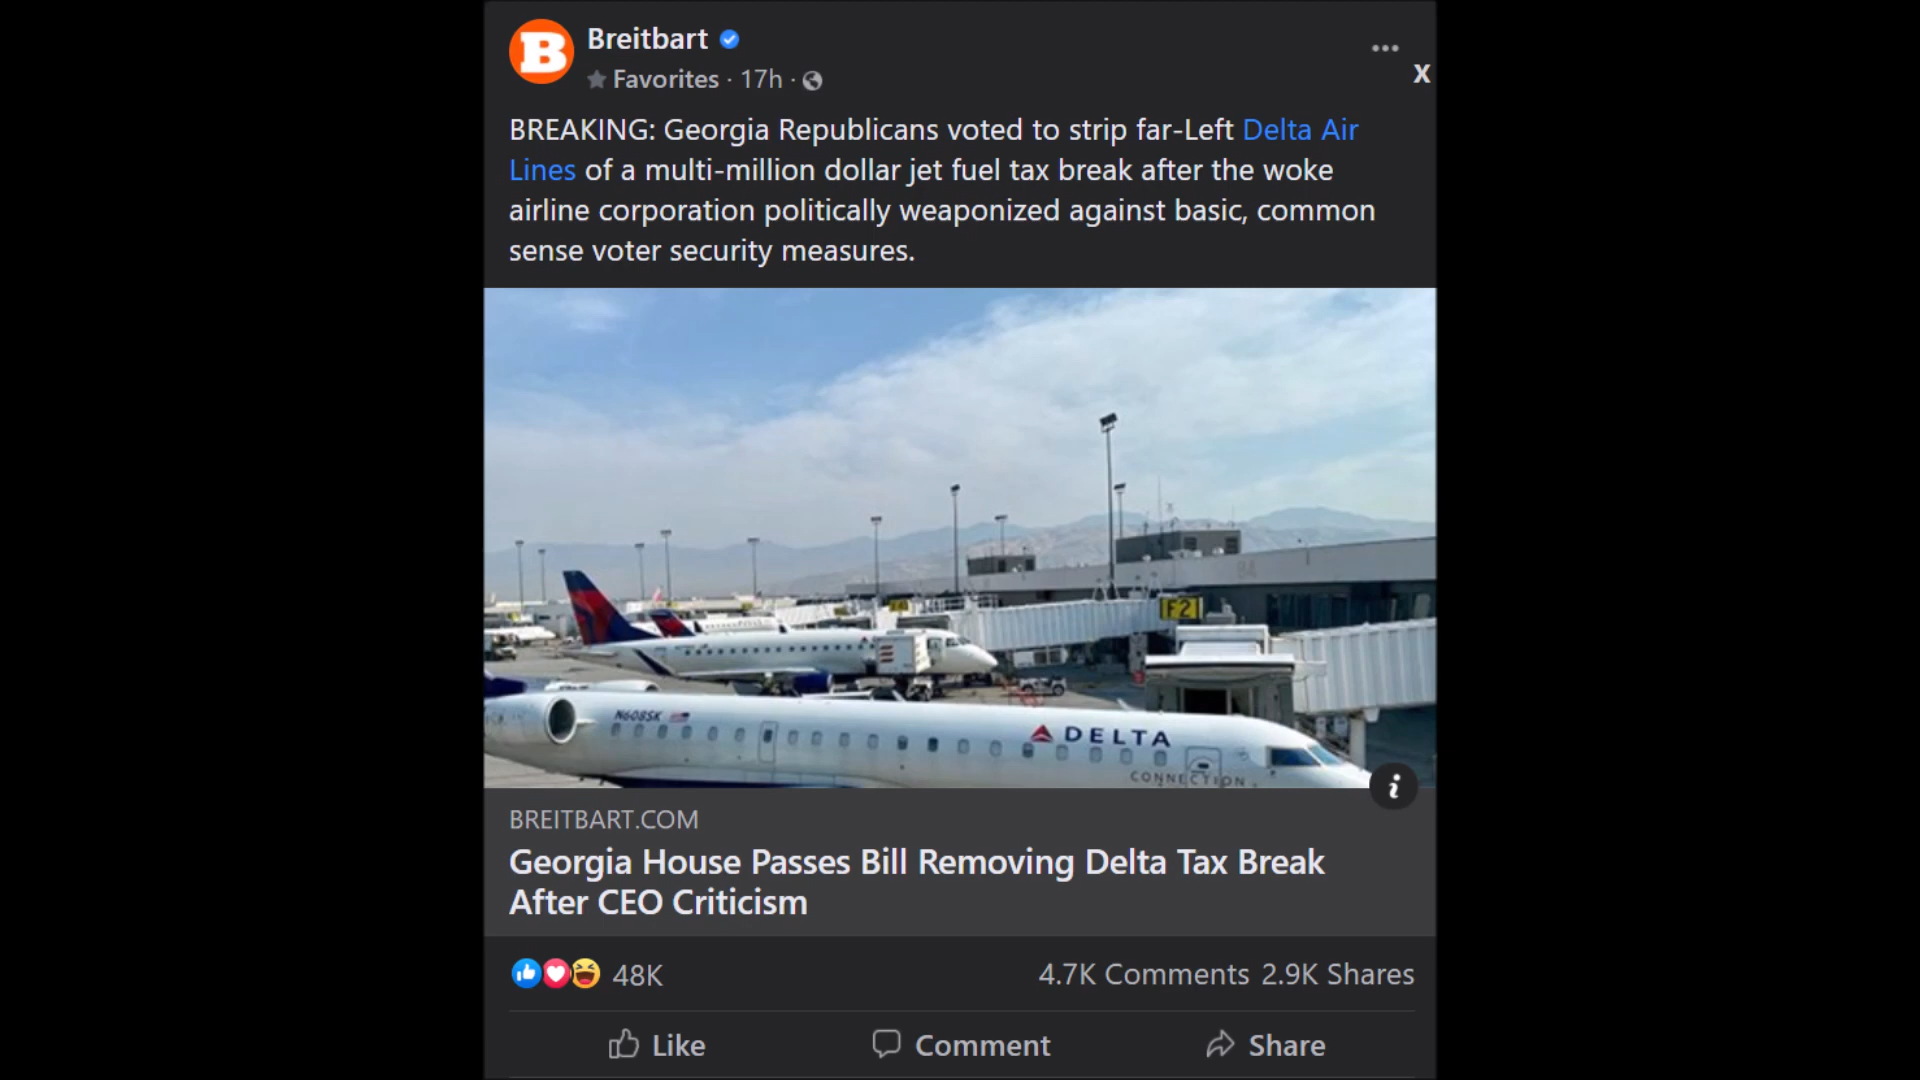 B
Breitbart
Favorites · 17h ·
X
BREAKING: Georgia Republicans voted to strip far-Left Delta Air
Lines of a multi-million dollar jet fuel tax break after the woke
airline corporation politically weaponized against basic, common
sense voter security measures.
F2
N608SK
DELTA
CONNECTION
i
BREITBART.COM
Georgia House Passes Bill Removing Delta Tax Break
After CEO Criticism
48K
4.7K Comments 2.9K Shares
Like
Comment
Share